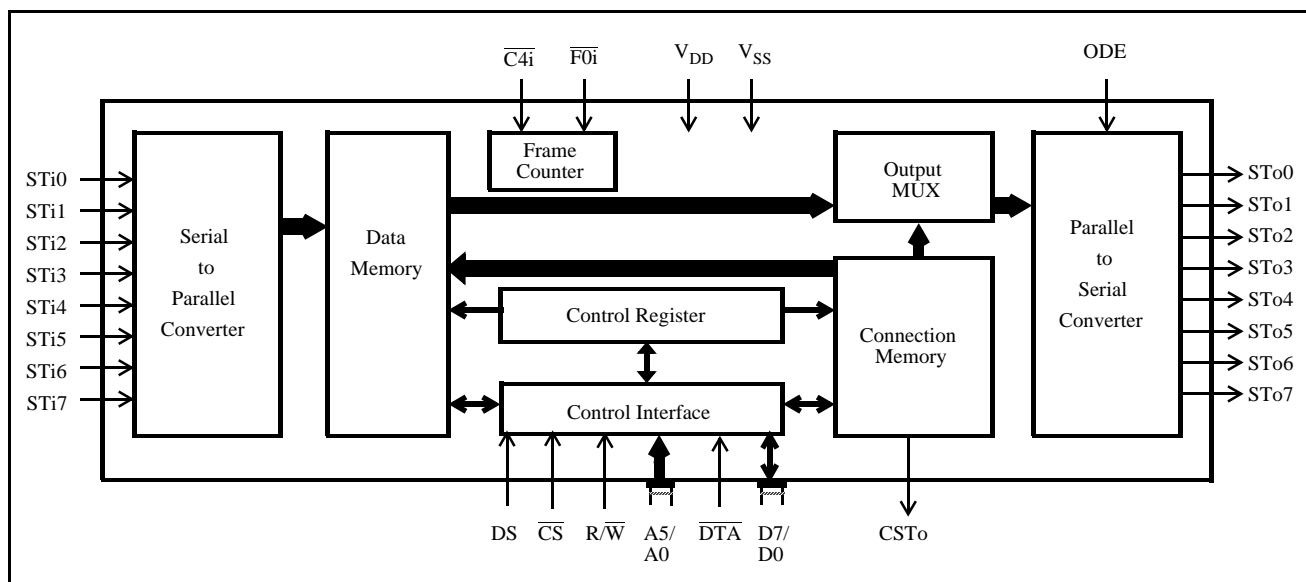 C4i
F0i
VDD
VSS
ODE
STi0
STi1
STi2
STi3
STi4
STi5
STi6
STi7
Serial
to
Parallel
Converter
Data
Memory
Frame
Counter
Control Register
Control Interface
Output
MUX
Connection
Memory
Parallel
to
Serial
Converter
STo0
STo1
STo2
STo3
STo4
STo5
STo6
STo7
DS
CS
R/W
A5/
A0
DTA
D7/
D0
CSTo